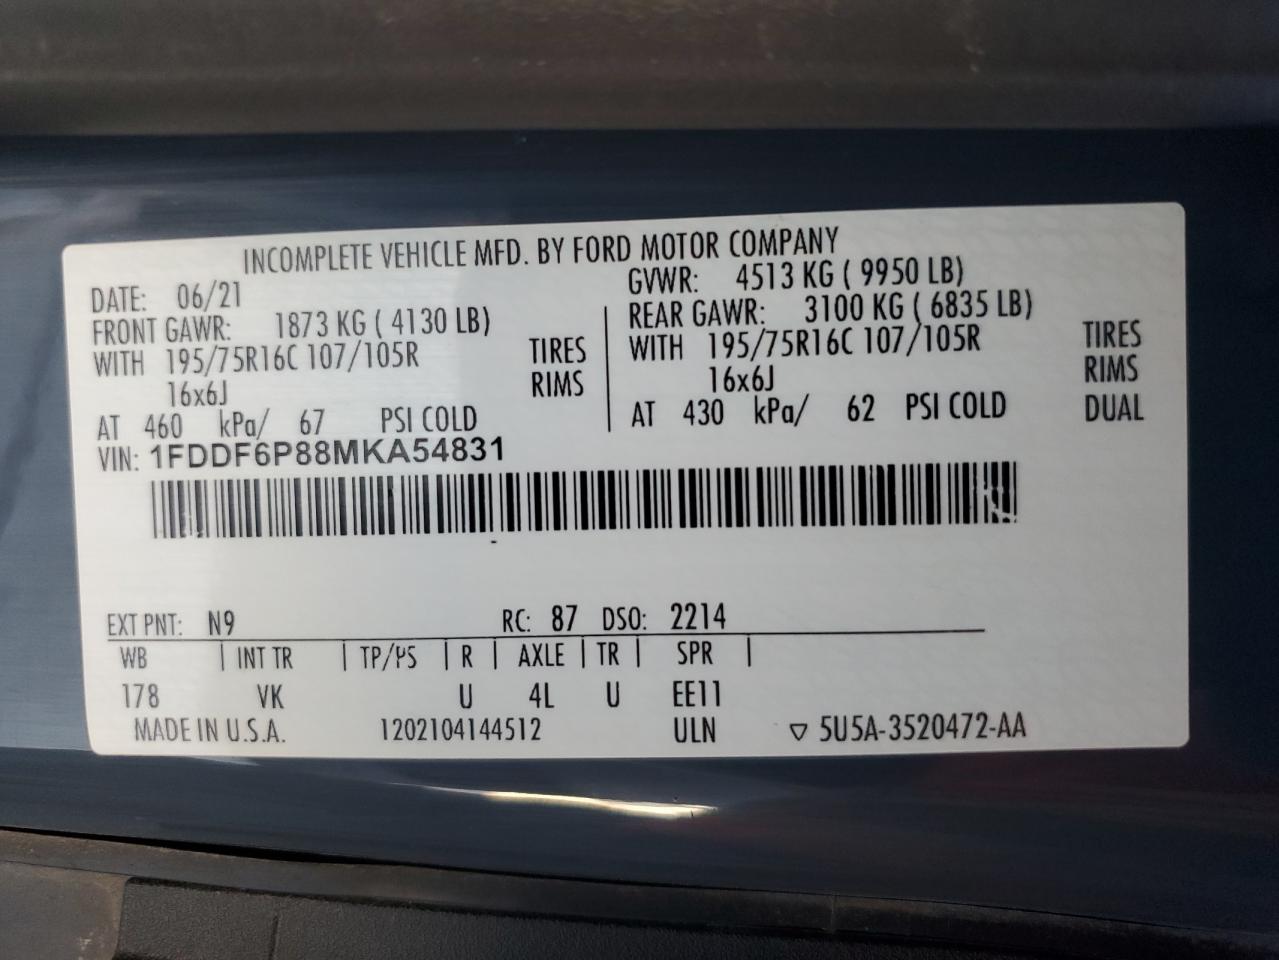 INCOMPLETE VEHICLE MFD. BY FORD MOTOR COMPANY
DATE: 06/21 GVWR: 4513 KG ( 9950 LB)
FRONT GAWR: 1873 KG ( 4130 LB) REAR GAWR: 3100 KG ( 6835 LB)
WITH 195/75R16C 107/105R TIRES WITH 195/75R16C 107/105R TIRES
16x6J RIMS 16x6J RIMS
AT 460 kPa/ 67 PSI COLD AT 430 kPa/ 62 PSI COLD DUAL
VIN: 1FDDF6P88MKA54831
EXT PNT: N9 RC: 87 DSO: 2214
WB | INT TR | TP/PS | R | AXLE | TR | SPR |
178 VK U 4L U EE11
MADE IN U.S.A. 1202104144512 ULN ▽ 5U5A-3520472-AA